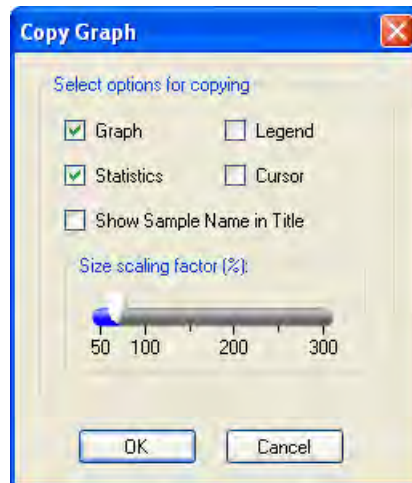 Copy Graph
Select options for copying
Graph Legend
Statistics Cursor
Show Sample Name in Title
Size scaling factor (%):
50 100 200 300
OK Cancel